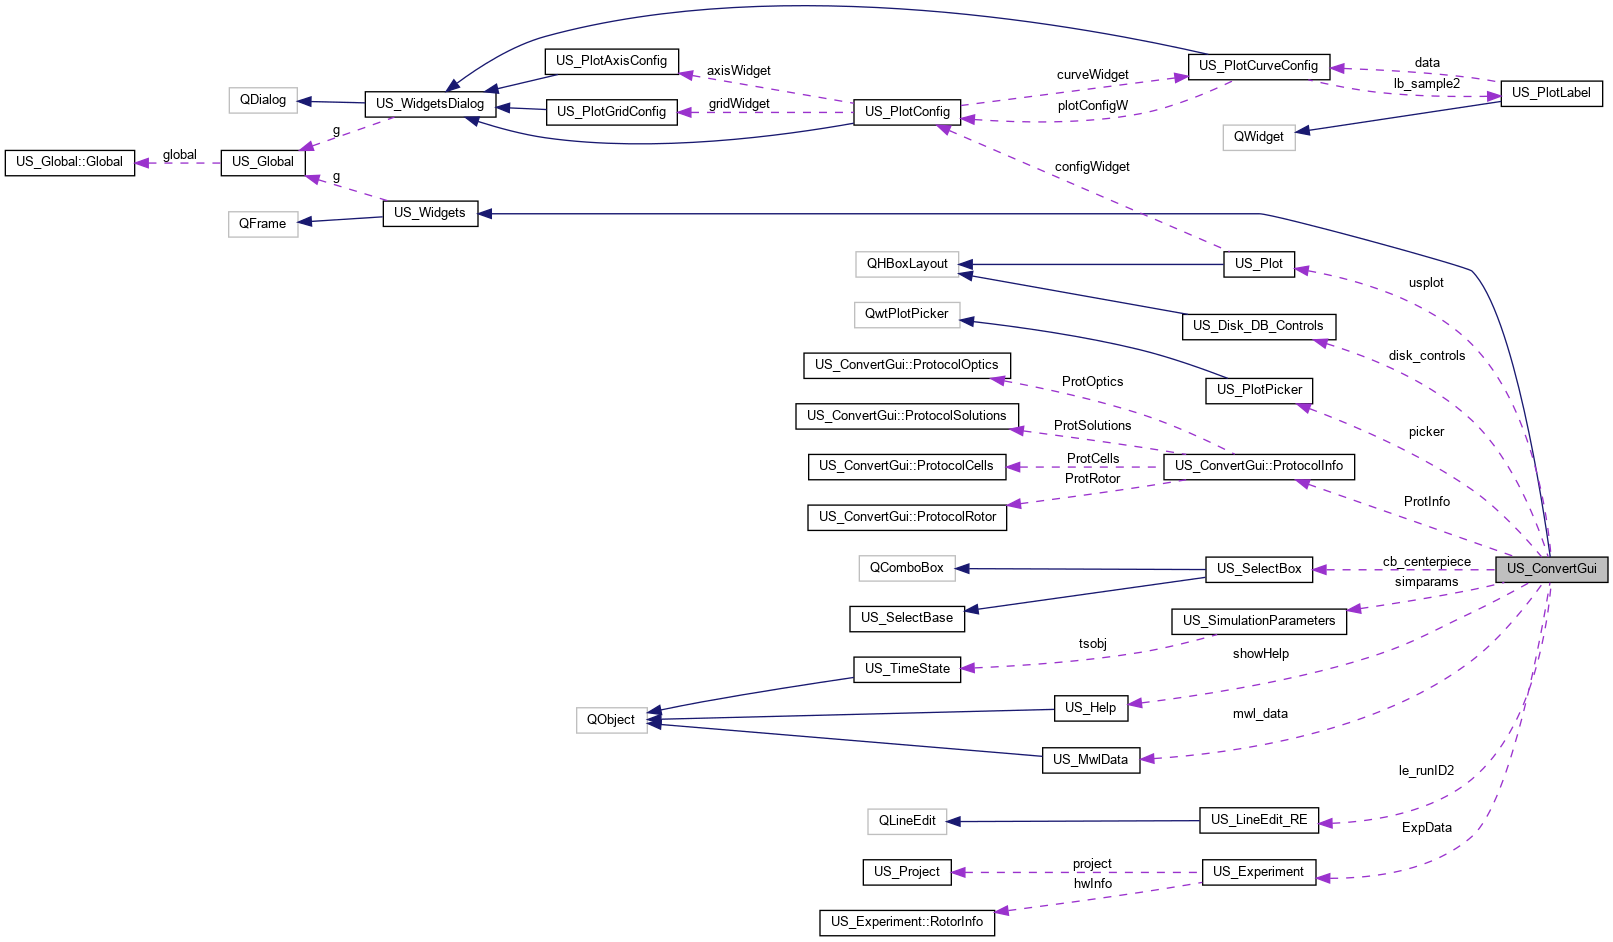 US_PlotAxisConfig
axisWidget
curveWidget
US_PlotCurveConfig
data
lb_sample2
US_PlotLabel
QDialog
US_WidgetsDialog
US_PlotGridConfig
gridWidget
US_PlotConfig
plotConfigW
QWidget
g
US_Global::Global
global
US_Global
g
configWidget
QFrame
US_Widgets
QHBoxLayout
US_Plot
usplot
QwtPlotPicker
US_Disk_DB_Controls
disk_controls
US_ConvertGui::ProtocolOptics
ProtOptics
US_PlotPicker
US_ConvertGui::ProtocolSolutions
ProtSolutions
picker
US_ConvertGui::ProtocolCells
ProtCells
US_ConvertGui::ProtocolInfo
ProtRotor
ProtInfo
US_ConvertGui::ProtocolRotor
QComboBox
US_SelectBox
cb_centerpiece
US_ConvertGui
simparams
US_SelectBase
US_SimulationParameters
tsobj
US_TimeState
showHelp
QObject
US_Help
mwl_data
US_MwlData
le_runID2
QLineEdit
US_LineEdit_RE
ExpData
US_Project
project
US_Experiment
hwInfo
US_Experiment::RotorInfo